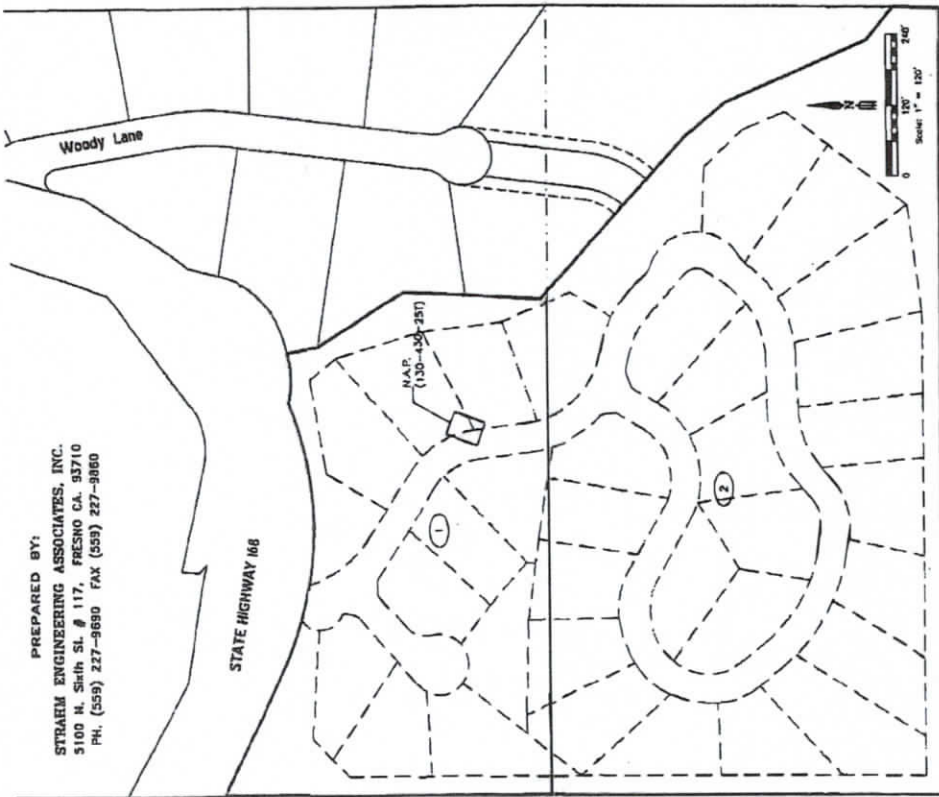 PREPARED BY:
STRAHM ENGINEERING ASSOCIATES, INC.
5100 N. Sixth St. # 117, FRESNO CA. 93710
PH. (559) 227-9690 FAX (559) 227-9860
Woody Lane
STATE HIGHWAY 168
N.A.P.
(130-430-25T)
1
2
N
0 120' 240'
Scale: 1" = 120'